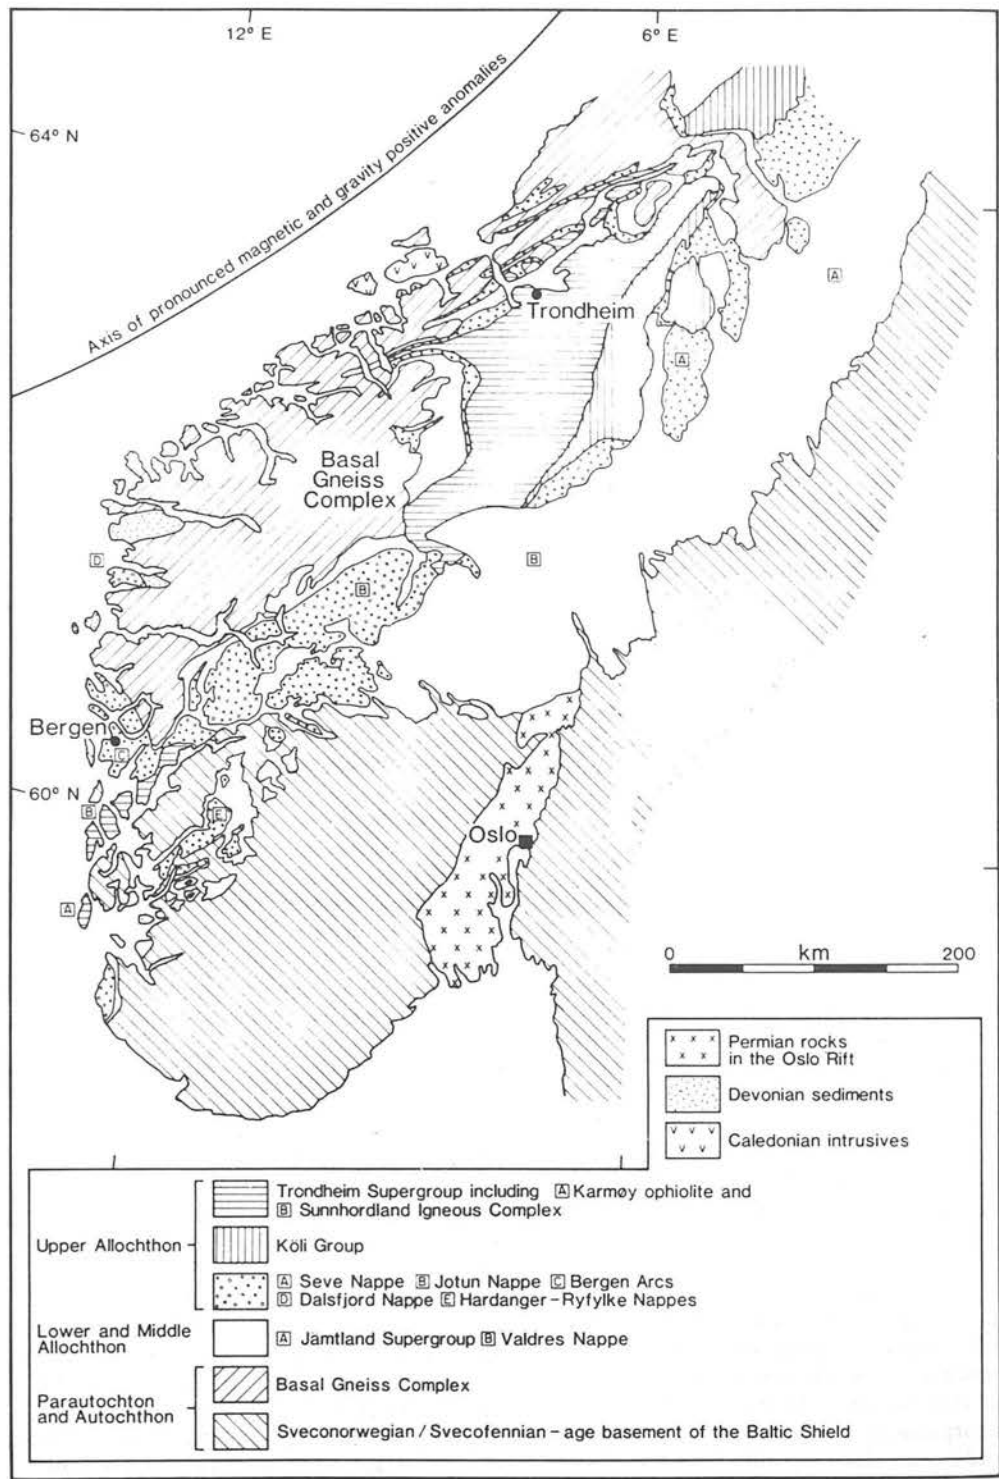 12° E
6° E
64° N
Axis of pronounced magnetic and gravity positive anomalies
A
Trondheim
A
Basal
Gneiss
Complex
D
B
B
Bergen
C
60° N
B
E
Oslo
A
0 km 200
x x x Permian rocks
x x in the Oslo Rift
Devonian sediments
v v v Caledonian intrusives
v v
Trondheim Supergroup including A Karmøy ophiolite and
B Sunnhordland Igneous Complex
Upper Allochthon
Köli Group
A Seve Nappe B Jotun Nappe C Bergen Arcs
D Dalsfjord Nappe E Hardanger-Ryfylke Nappes
Lower and Middle
Allochthon
A Jamtland Supergroup B Valdres Nappe
Parautochton
and Autochthon
Basal Gneiss Complex
Sveconorwegian / Svecofennian - age basement of the Baltic Shield